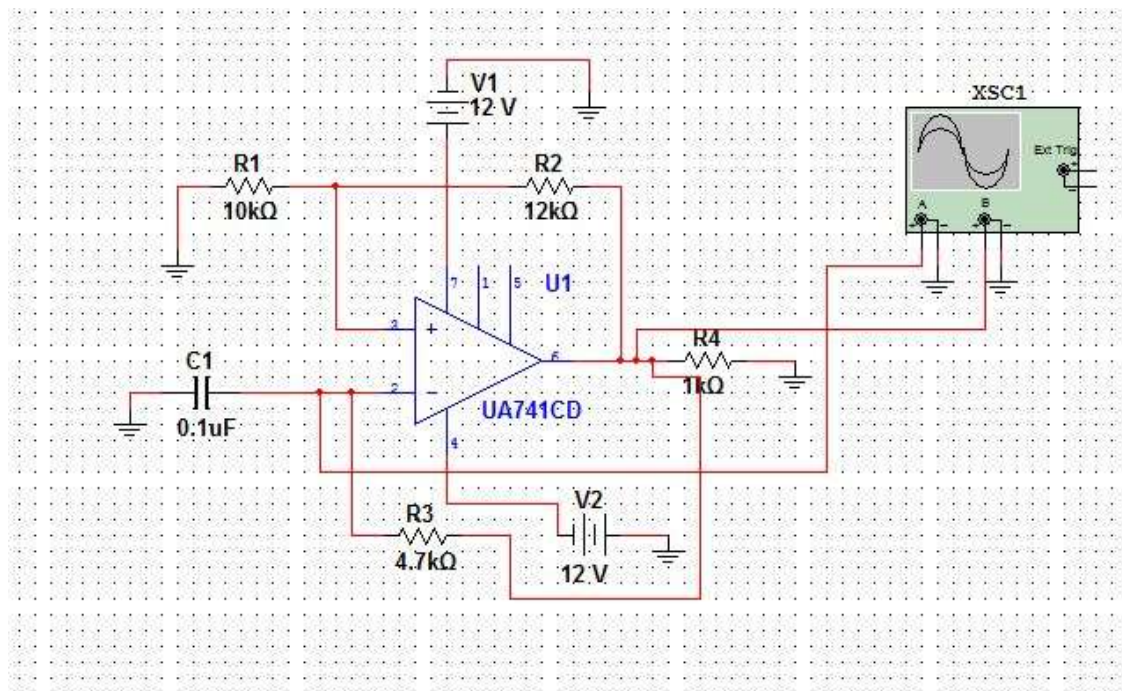 V1
12 V
XSC1
Ext Trig
+
-
A
B
+
-
+
-
R1
10kΩ
R2
12kΩ
7
1
5
U1
3
+
6
R4
1kΩ
C1
0.1uF
2
-
UA741CD
4
R3
4.7kΩ
V2
12 V